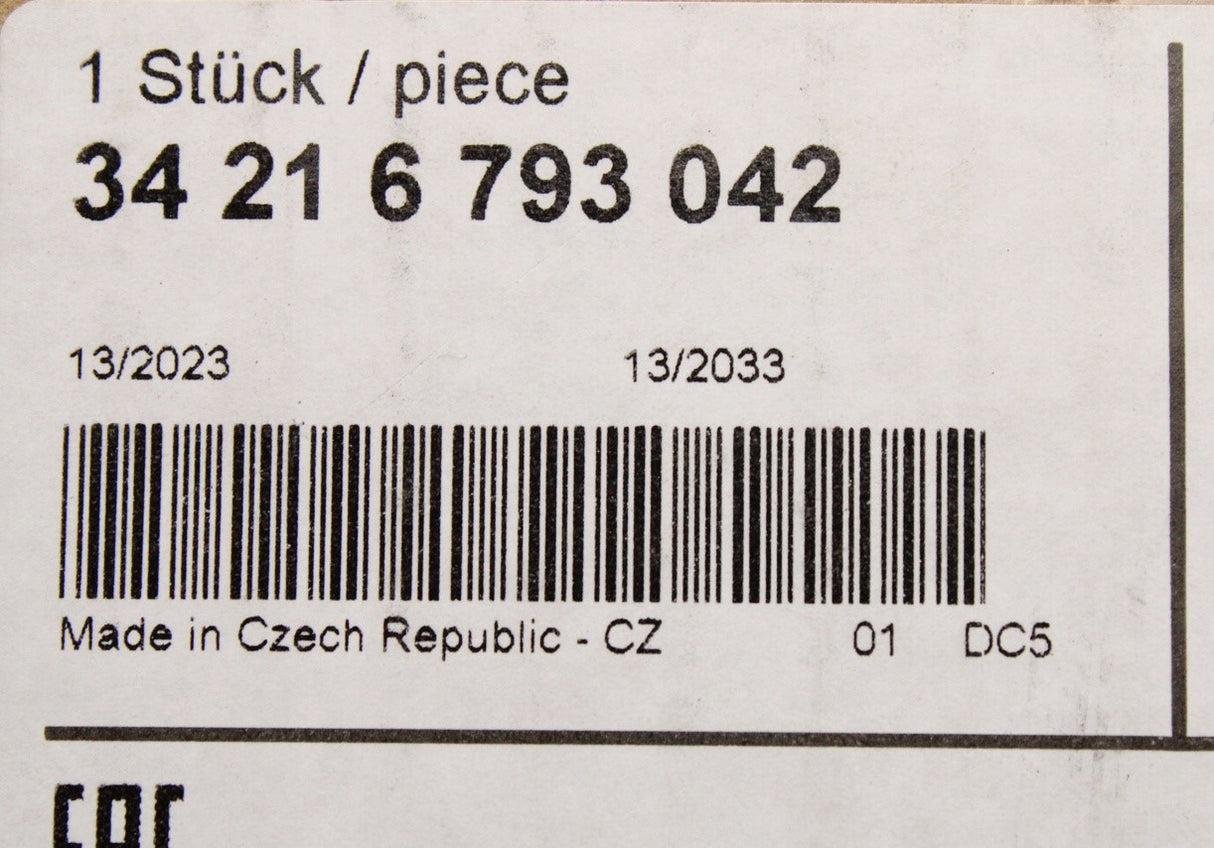 1 Stück / piece
34 21 6 793 042
13/2023 13/2033
Made in Czech Republic - CZ 01 DC5
EAC